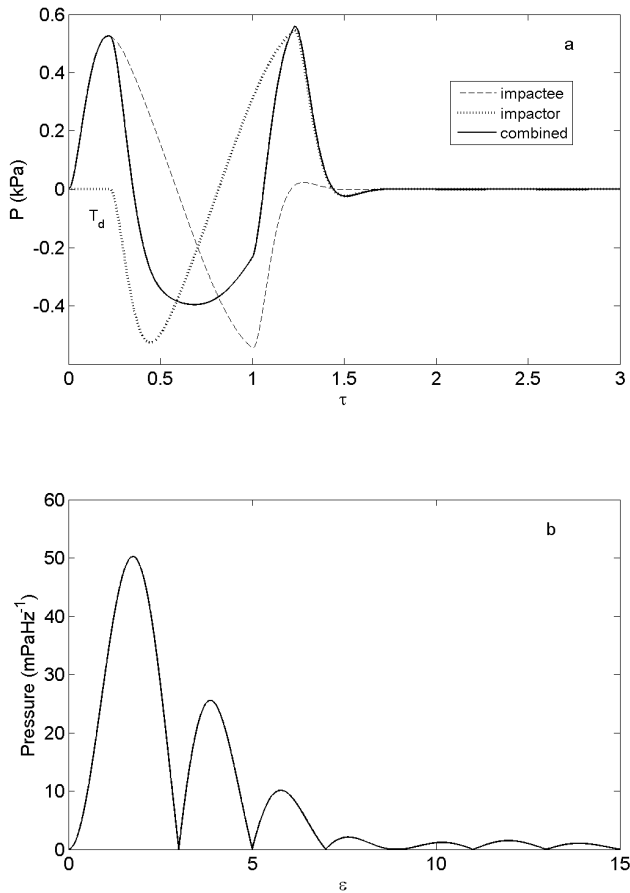 0.6
a
0.4
impactee
impactor
combined
0.2
P (kPa)
0
T_d
-0.2
-0.4
0 0.5 1 1.5 2 2.5 3
τ
60
b
50
40
Pressure (mPaHz⁻¹)
30
20
10
0
0 5 10 15
ε